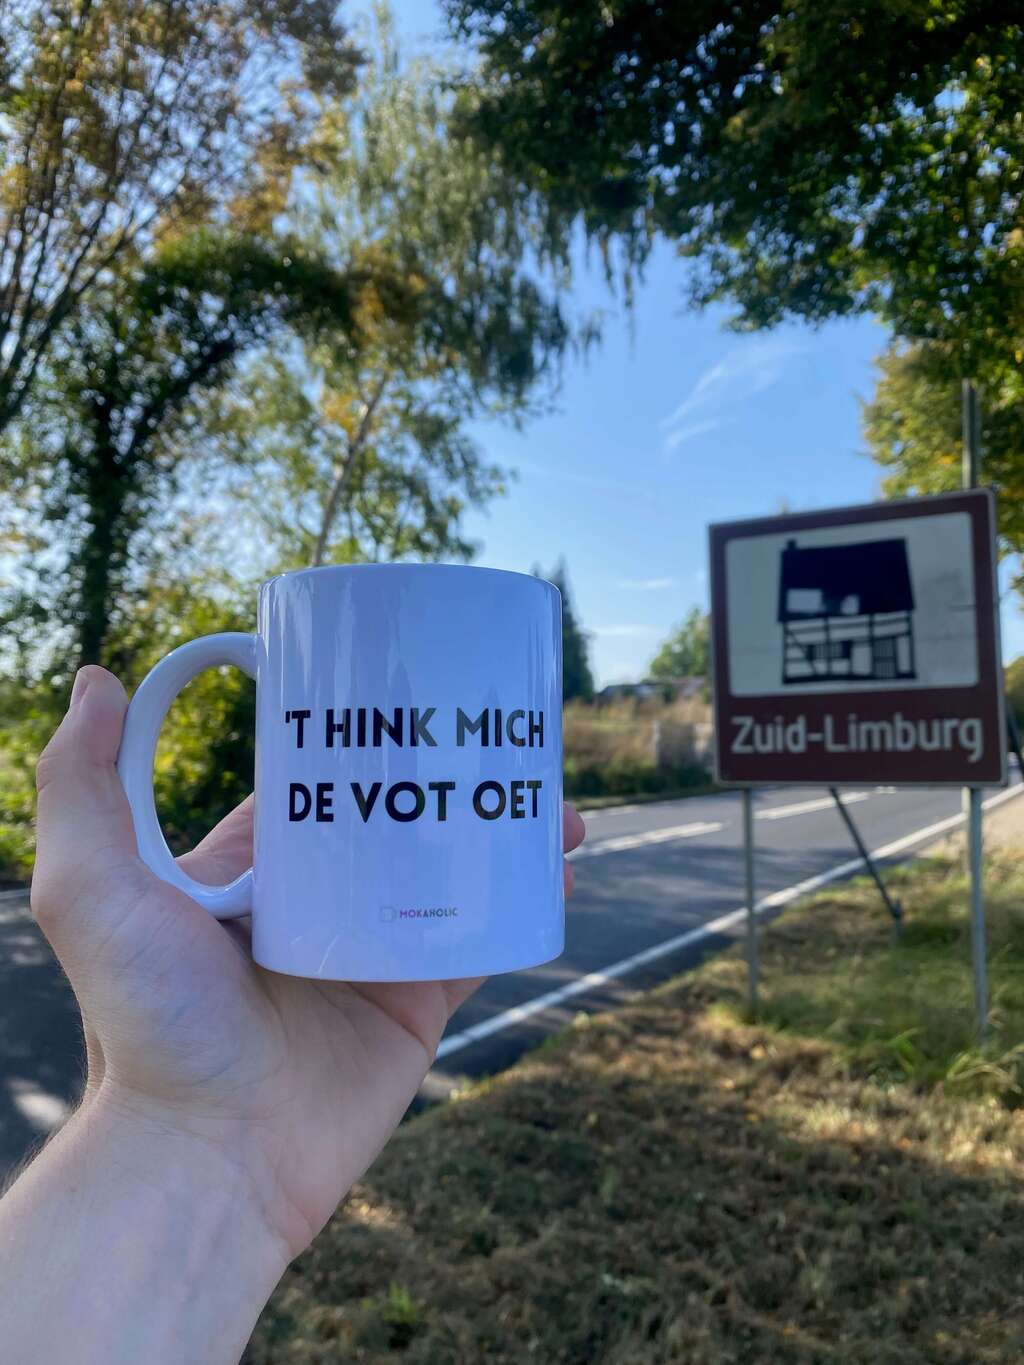 'T HINK MICH
DE VOT OET
MOKAHOLIC
Zuid-Limburg